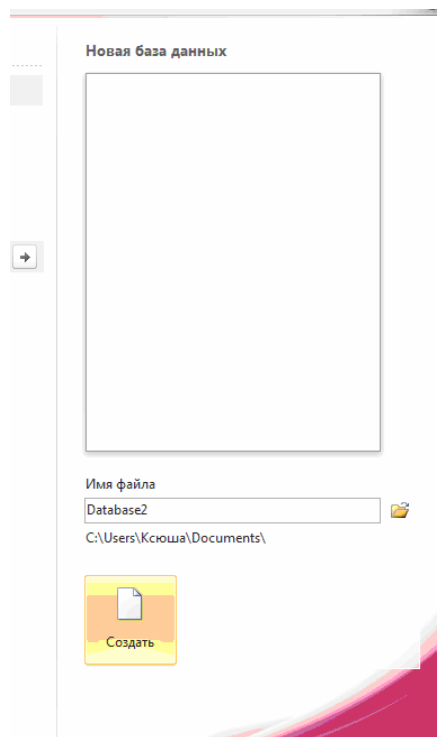 Новая база данных
Имя файла
Database2
C:\Users\Ксюша\Documents\
Создать